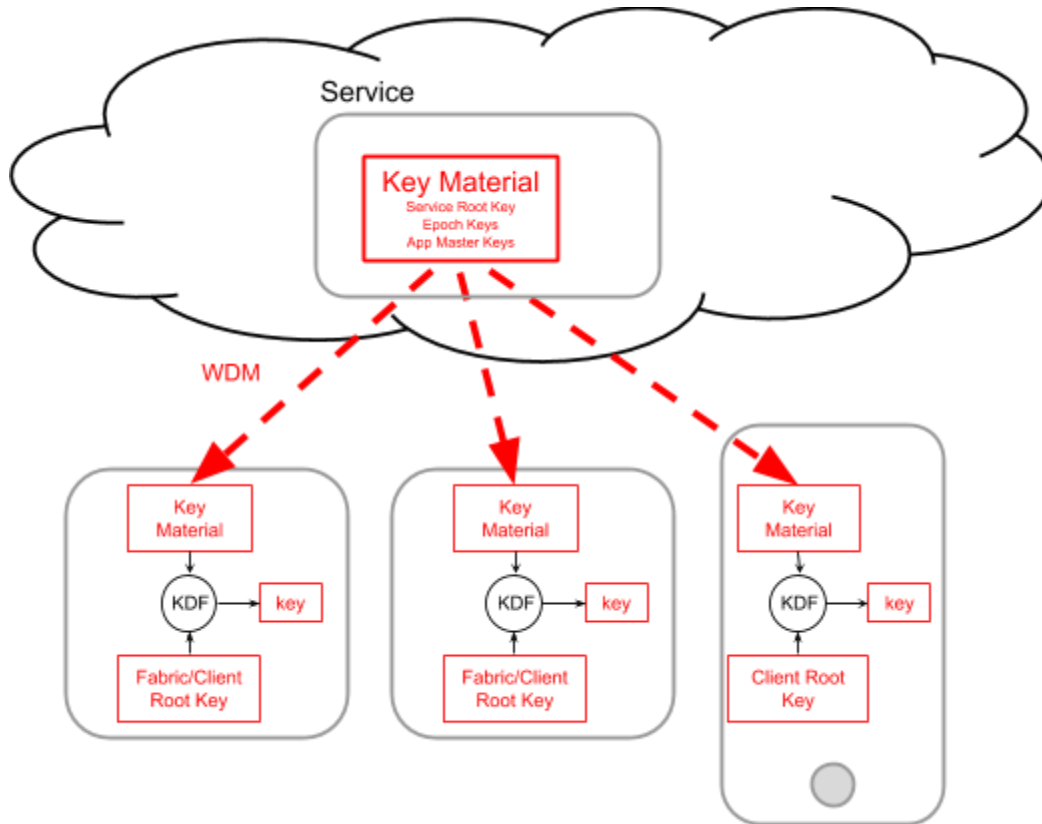 Service
Key Material
Service Root Key
Epoch Keys
App Master Keys
WDM
Key
Material
KDF
key
Fabric/Client
Root Key
Key
Material
KDF
key
Fabric/Client
Root Key
Key
Material
KDF
key
Client Root
Key